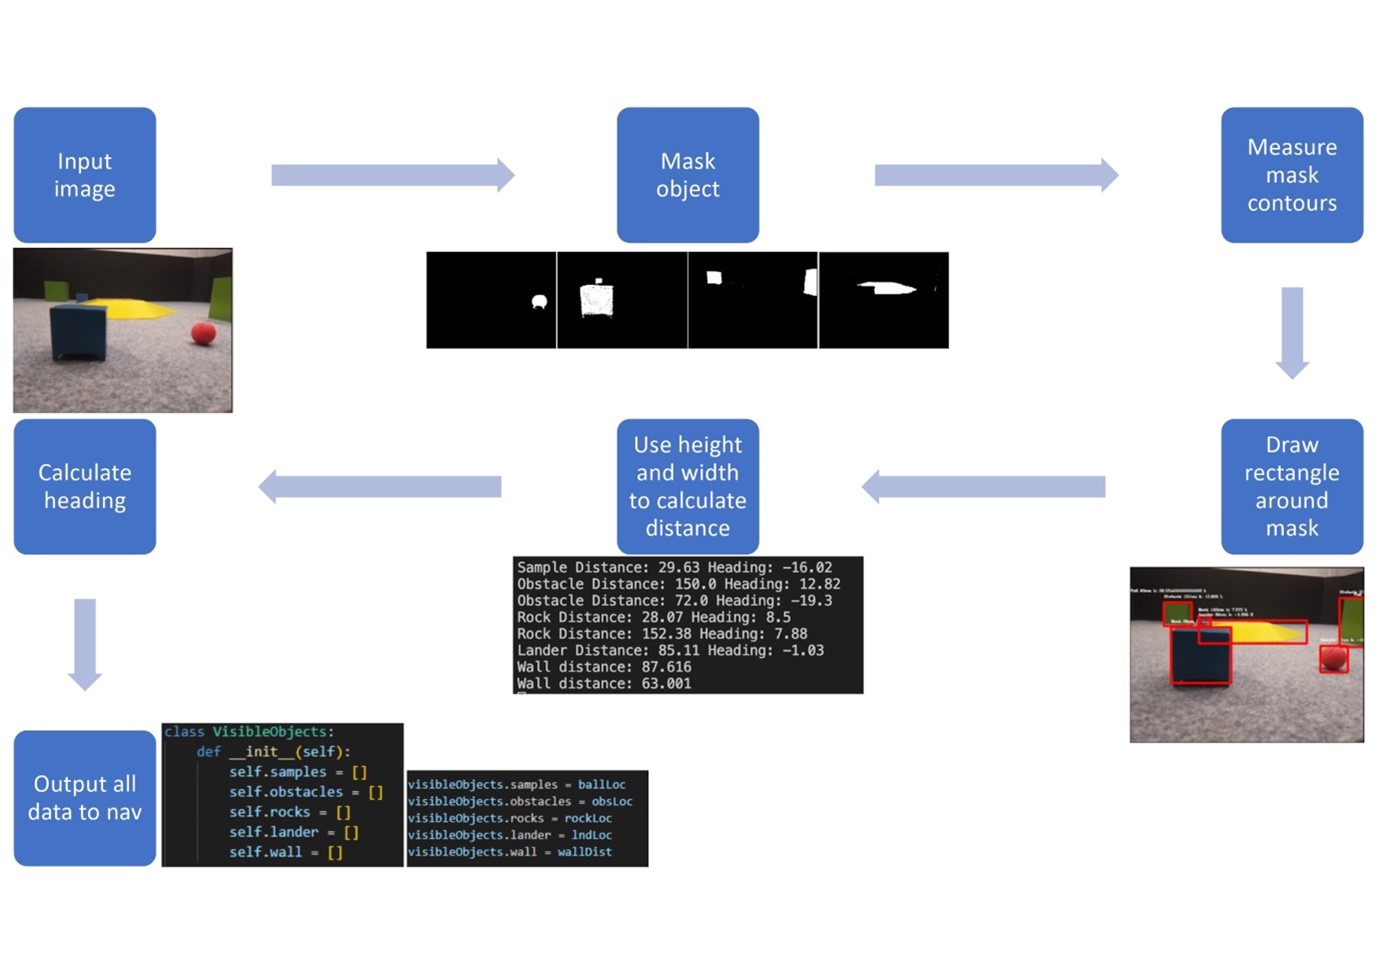 Input
image
Mask
object
Measure
mask
contours
Draw
rectangle
around
mask
Use height
and width
to calculate
distance
Sample Distance: 29.63 Heading: -16.02
Obstacle Distance: 150.0 Heading: 12.82
Obstacle Distance: 72.0 Heading: -19.3
Rock Distance: 28.07 Heading: 8.5
Rock Distance: 152.38 Heading: 7.88
Lander Distance: 85.11 Heading: -1.03
Wall distance: 87.616
Wall distance: 63.001
Calculate
heading
Output all
data to nav
class VisibleObjects:
def __init__(self):
self.samples = []
self.obstacles = []
self.rocks = []
self.lander = []
self.wall = []
visibleObjects.samples = ballLoc
visibleObjects.obstacles = obsLoc
visibleObjects.rocks = rockLoc
visibleObjects.lander = lndLoc
visibleObjects.wall = wallDist